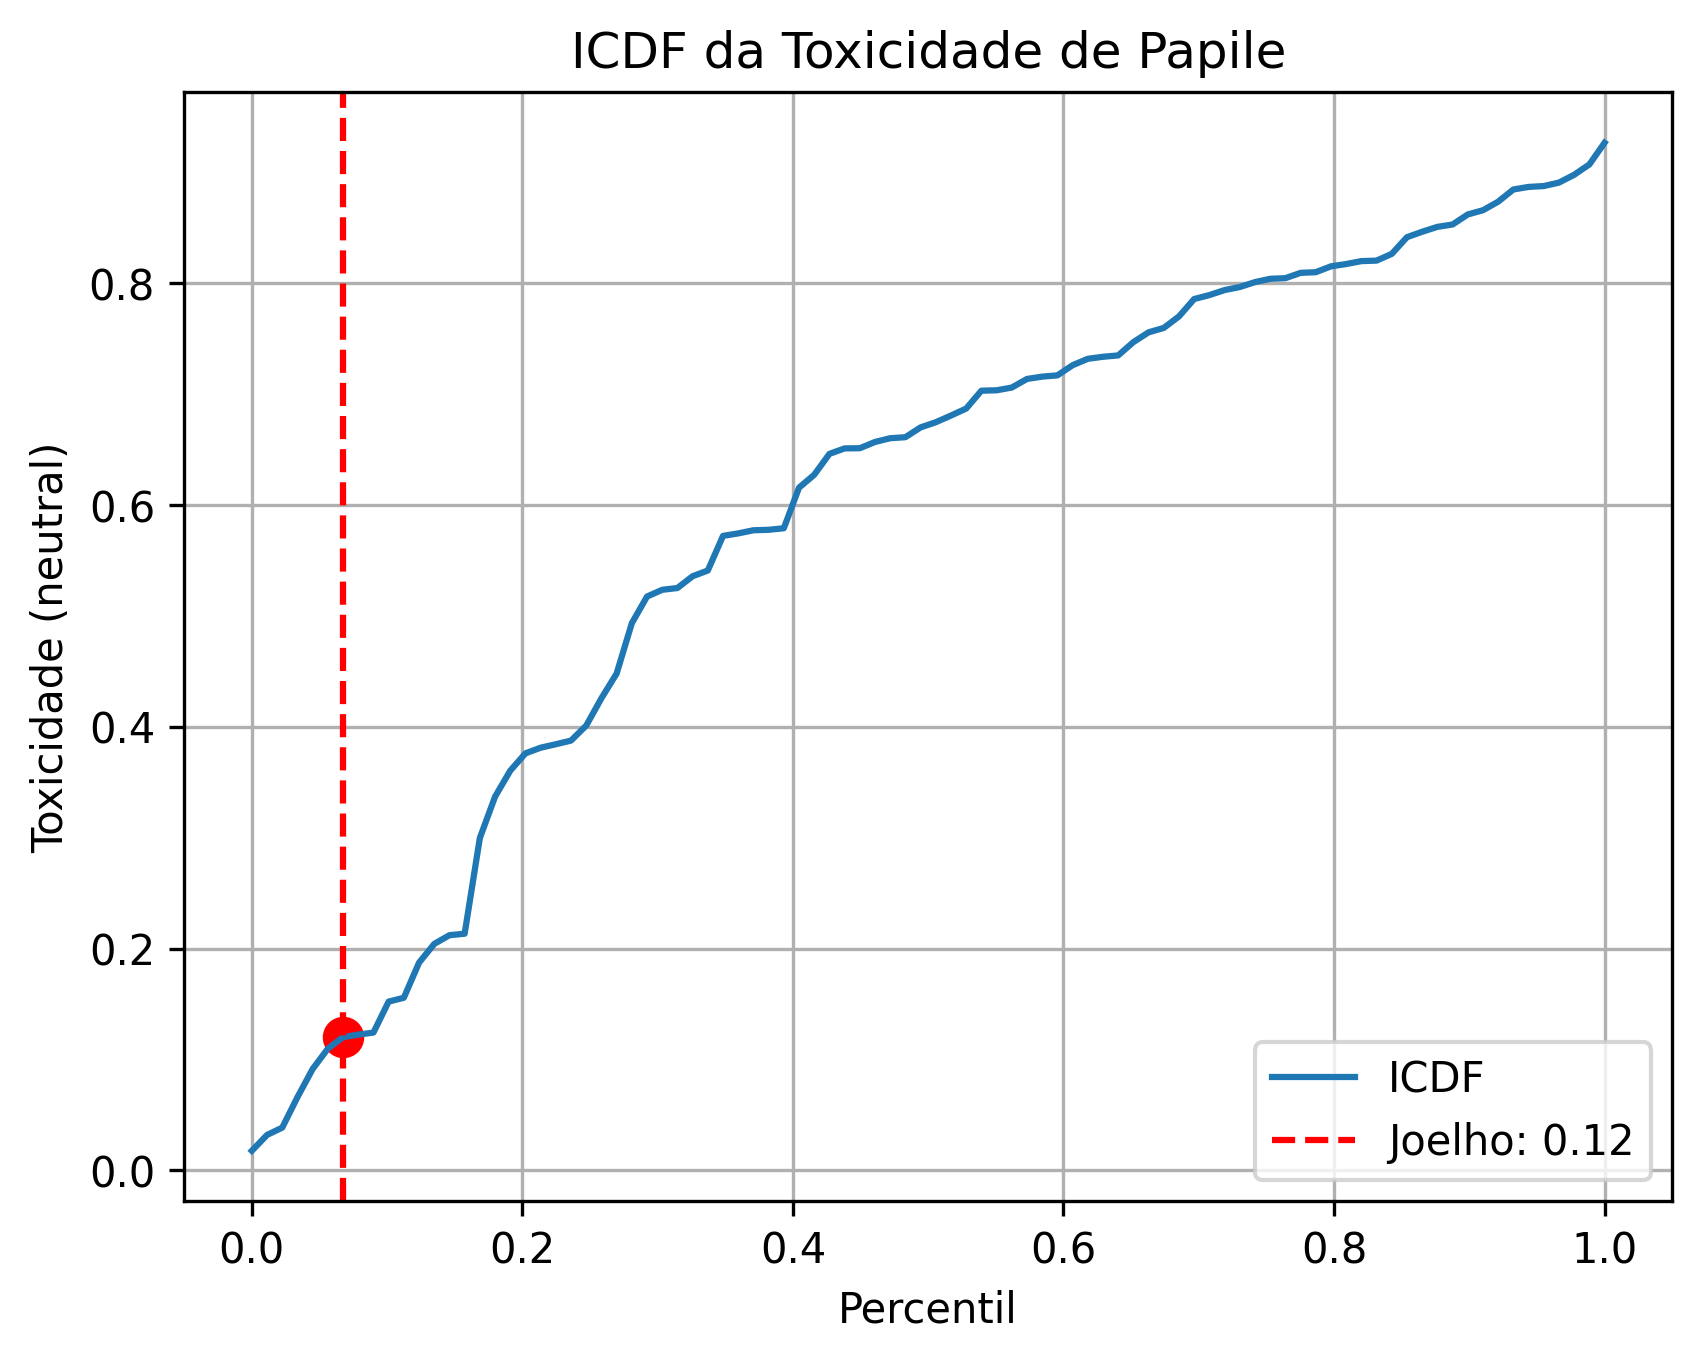 ICDF da Toxicidade de Papile
Toxicidade (neutral)
0.8
0.6
0.4
0.2
0.0
ICDF
Joelho: 0.12
0.0 0.2 0.4 0.6 0.8 1.0
Percentil